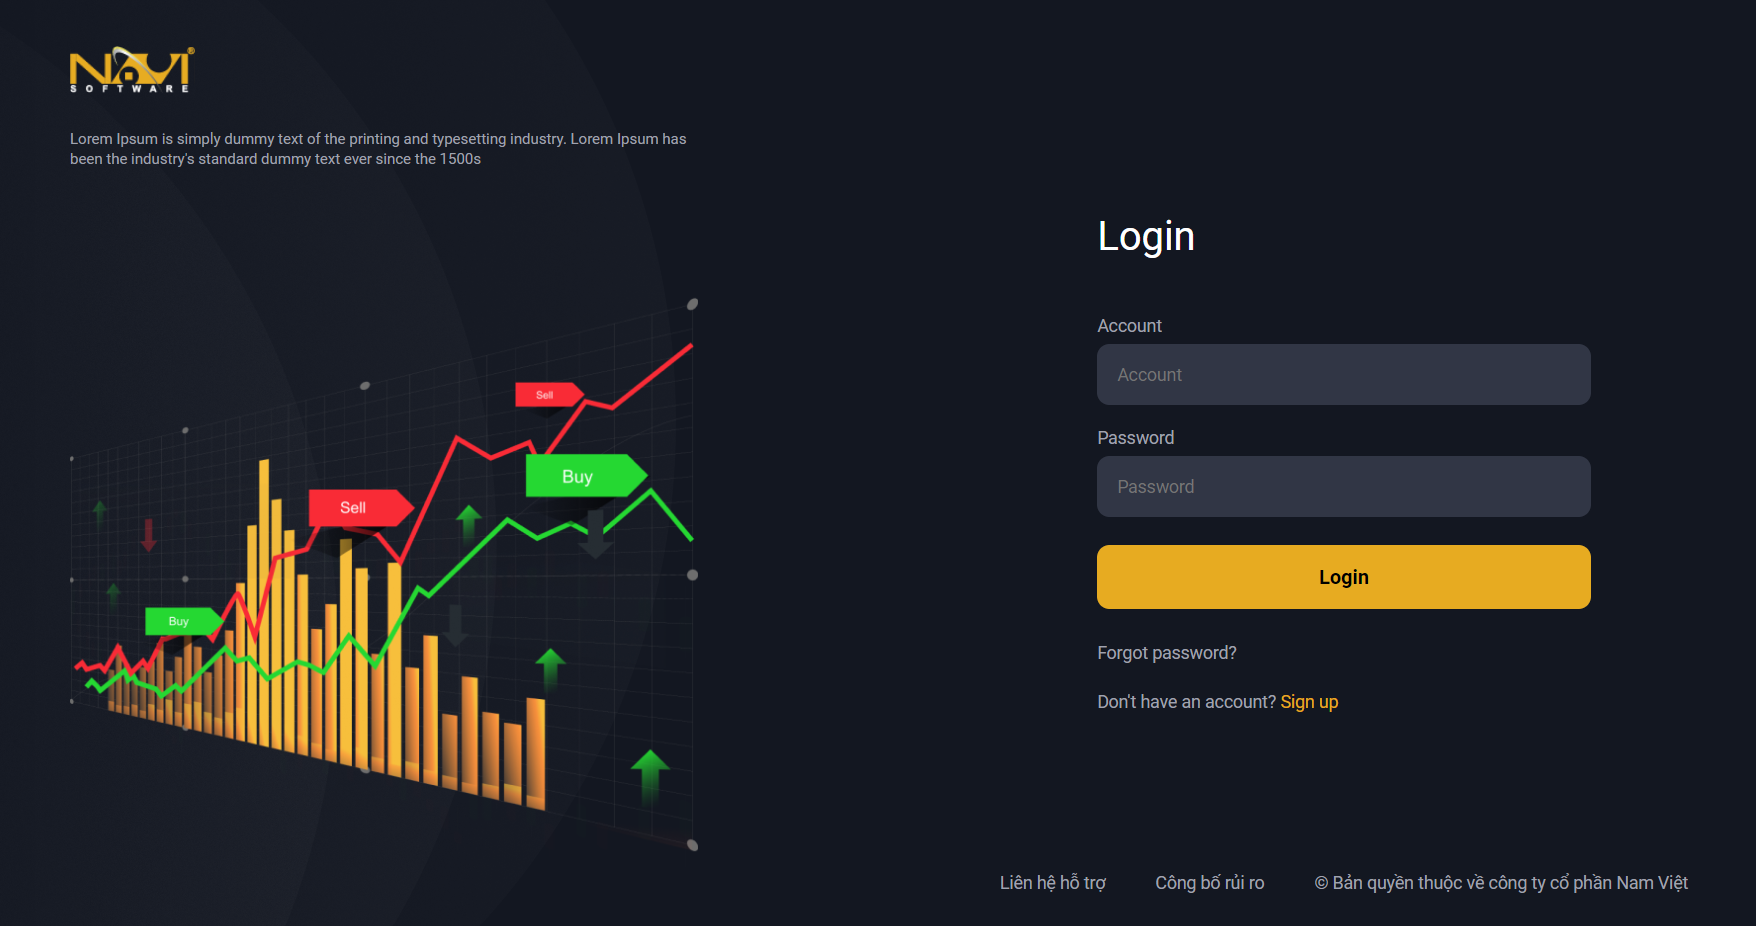 NAVI®
SOFTWARE
Lorem Ipsum is simply dummy text of the printing and typesetting industry. Lorem Ipsum has
been the industry's standard dummy text ever since the 1500s
Sell
Buy
Sell
Buy
Login
Account
Account
Password
Password
Login
Forgot password?
Don't have an account? Sign up
Liên hệ hỗ trợ
Công bố rủi ro
© Bản quyền thuộc về công ty cổ phần Nam Việt